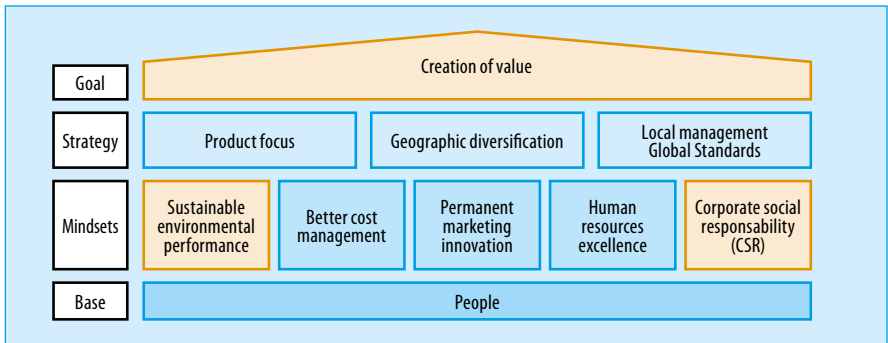 Goal
Creation of value
Strategy
Product focus
Geographic diversification
Local management
Global Standards
Mindsets
Sustainable
environmental
performance
Better cost
management
Permanent
marketing
innovation
Human
resources
excellence
Corporate social
responsability
(CSR)
Base
People